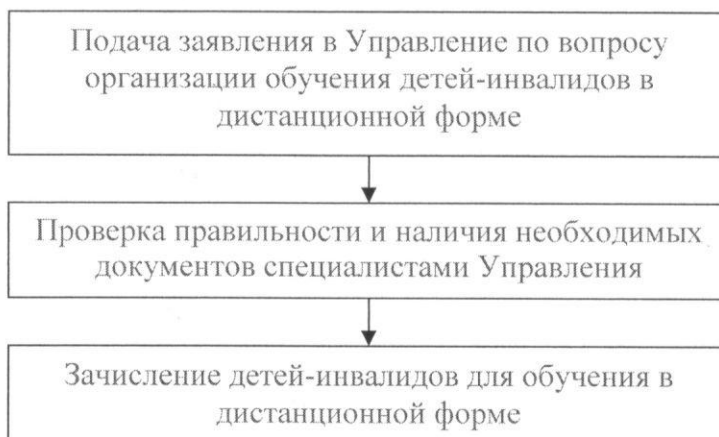 Подача заявления в Управление по вопросу
организации обучения детей-инвалидов в
дистанционной форме
Проверка правильности и наличия необходимых
документов специалистами Управления
Зачисление детей-инвалидов для обучения в
дистанционной форме